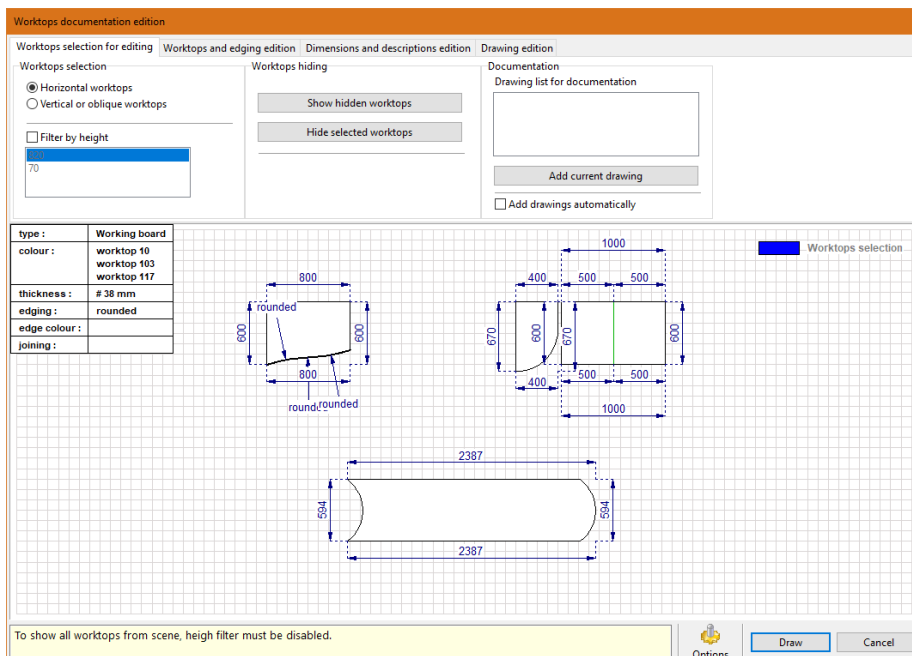 Worktops documentation edition
Worktops selection for editing Worktops and edging edition Dimensions and descriptions edition Drawing edition
Worktops selection
Horizontal worktops
Vertical or oblique worktops
Filter by height
70
Worktops hiding
Show hidden worktops
Hide selected worktops
Documentation
Drawing list for documentation
Add current drawing
Add drawings automatically
type : Working board
colour : worktop 10
worktop 103
worktop 117
thickness : # 38 mm
edging : rounded
edge colour :
joining :
800
rounded
600
600
800
rounded
1000
400 500 500
670
600
670
600
400 500 500
1000
Worktops selection
2387
594
594
2387
To show all worktops from scene, heigh filter must be disabled.
Options
Draw
Cancel